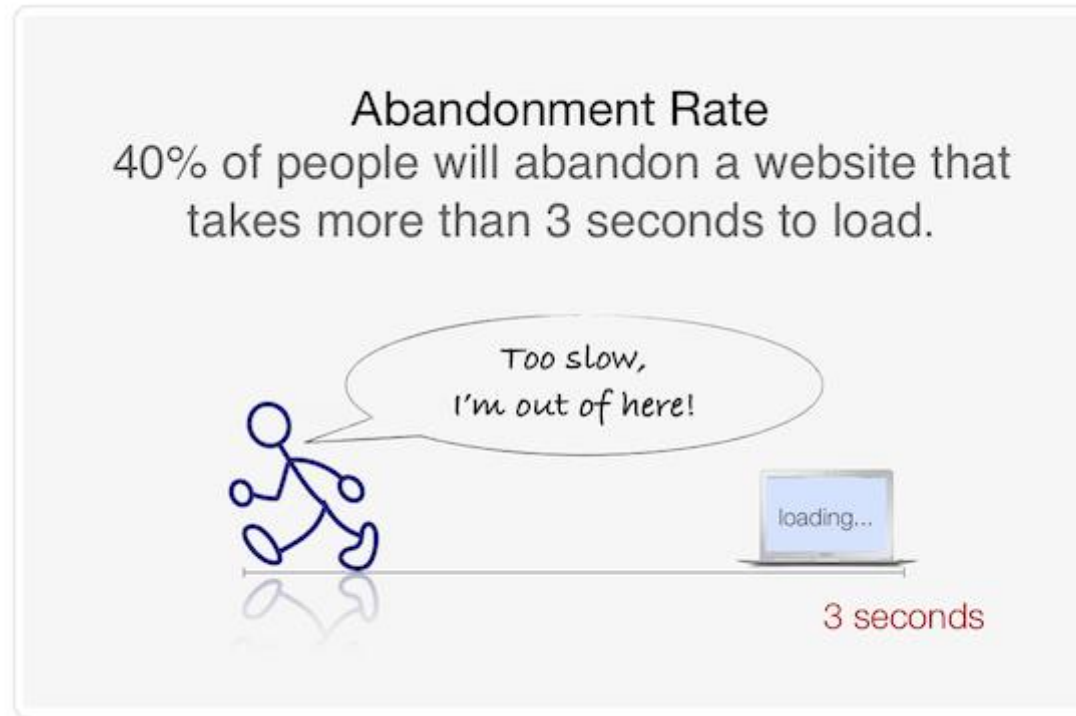 Abandonment Rate
40% of people will abandon a website that
takes more than 3 seconds to load.
Too slow,
I'm out of here!
loading...
3 seconds